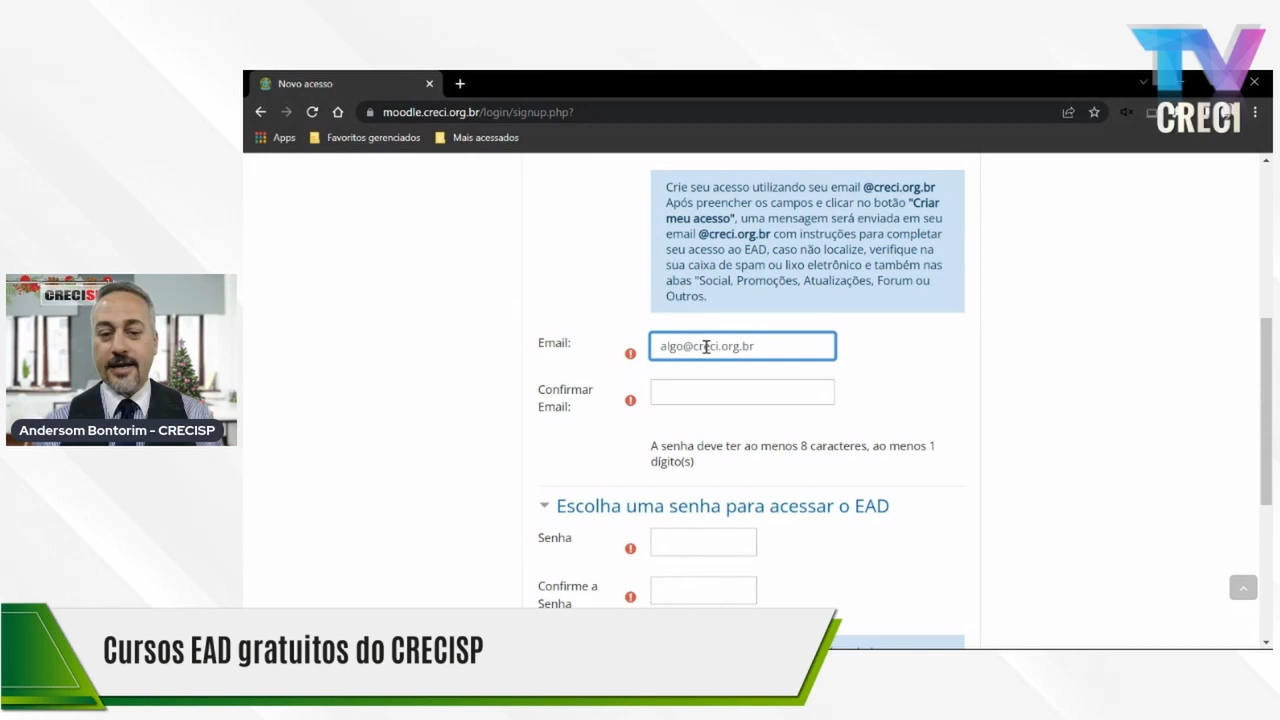 TV
CRECI
Novo acesso
moodle.creci.org.br/login/signup.php?
Apps
Favoritos gerenciados
Mais acessados
Crie seu acesso utilizando seu email @creci.org.br
Após preencher os campos e clicar no botão "Criar
meu acesso", uma mensagem será enviada em seu
email @creci.org.br com instruções para completar
seu acesso ao EAD, caso não localize, verifique na
sua caixa de spam ou lixo eletrônico e também nas
abas "Social, Promoções, Atualizações, Forum ou
Outros.
Email:
algo@creci.org.br
Confirmar
Email:
A senha deve ter ao menos 8 caracteres, ao menos 1
dígito(s)
Escolha uma senha para acessar o EAD
Senha
Confirme a
Senha
CRECIS
Andersom Bontorim – CRECISP
Cursos EAD gratuitos do CRECISP